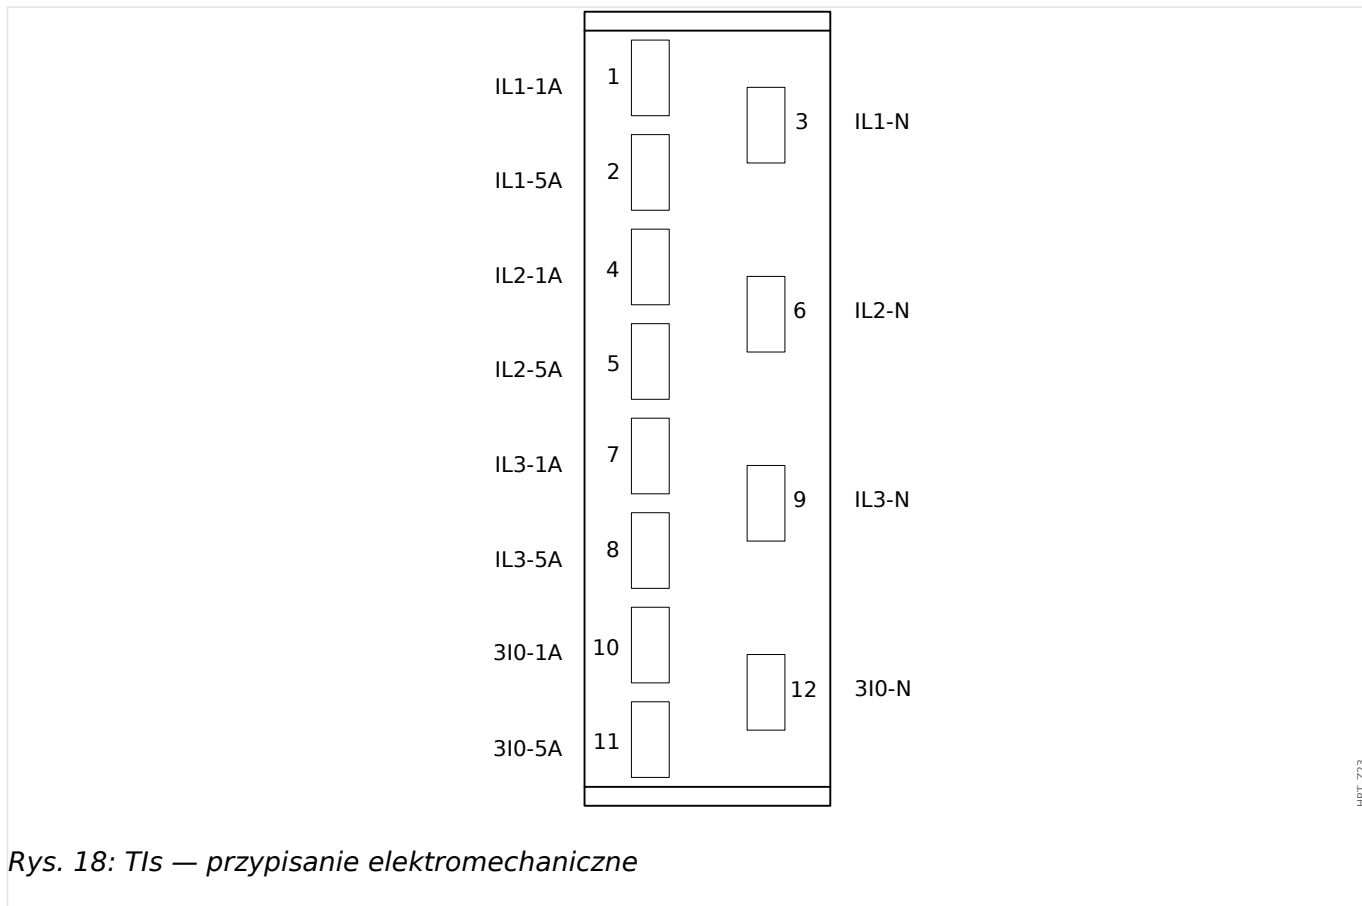 IL1-1A 1
3 IL1-N
IL1-5A 2
IL2-1A 4
6 IL2-N
IL2-5A 5
IL3-1A 7
9 IL3-N
IL3-5A 8
3I0-1A 10
12 3I0-N
3I0-5A 11
Rys. 18: TIs — przypisanie elektromechaniczne